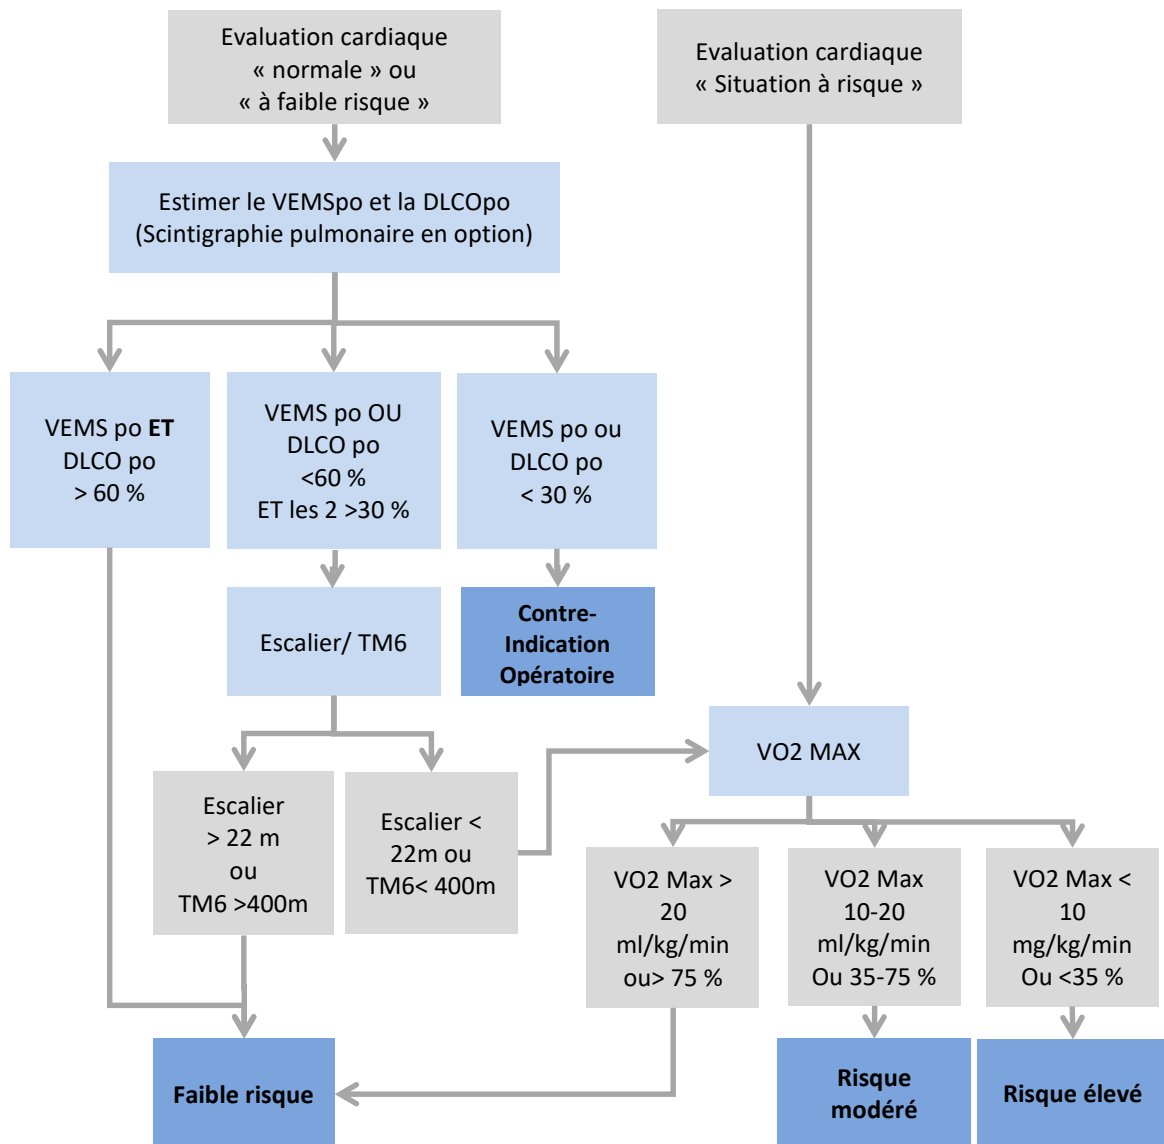 Evaluation cardiaque
« normale » ou
« à faible risque »
Evaluation cardiaque
« Situation à risque »
Estimer le VEMSpo et la DLCOpo
(Scintigraphie pulmonaire en option)
VEMS po ET
DLCO po
> 60 %
VEMS po OU
DLCO po
<60 %
ET les 2 >30 %
VEMS po ou
DLCO po
< 30 %
Escalier/ TM6
Contre-
Indication
Opératoire
VO2 MAX
Escalier
> 22 m
ou
TM6 >400m
Escalier <
22m ou
TM6< 400m
VO2 Max >
20
ml/kg/min
ou> 75 %
VO2 Max
10-20
ml/kg/min
Ou 35-75 %
VO2 Max <
10
mg/kg/min
Ou <35 %
Faible risque
Risque
modéré
Risque élevé